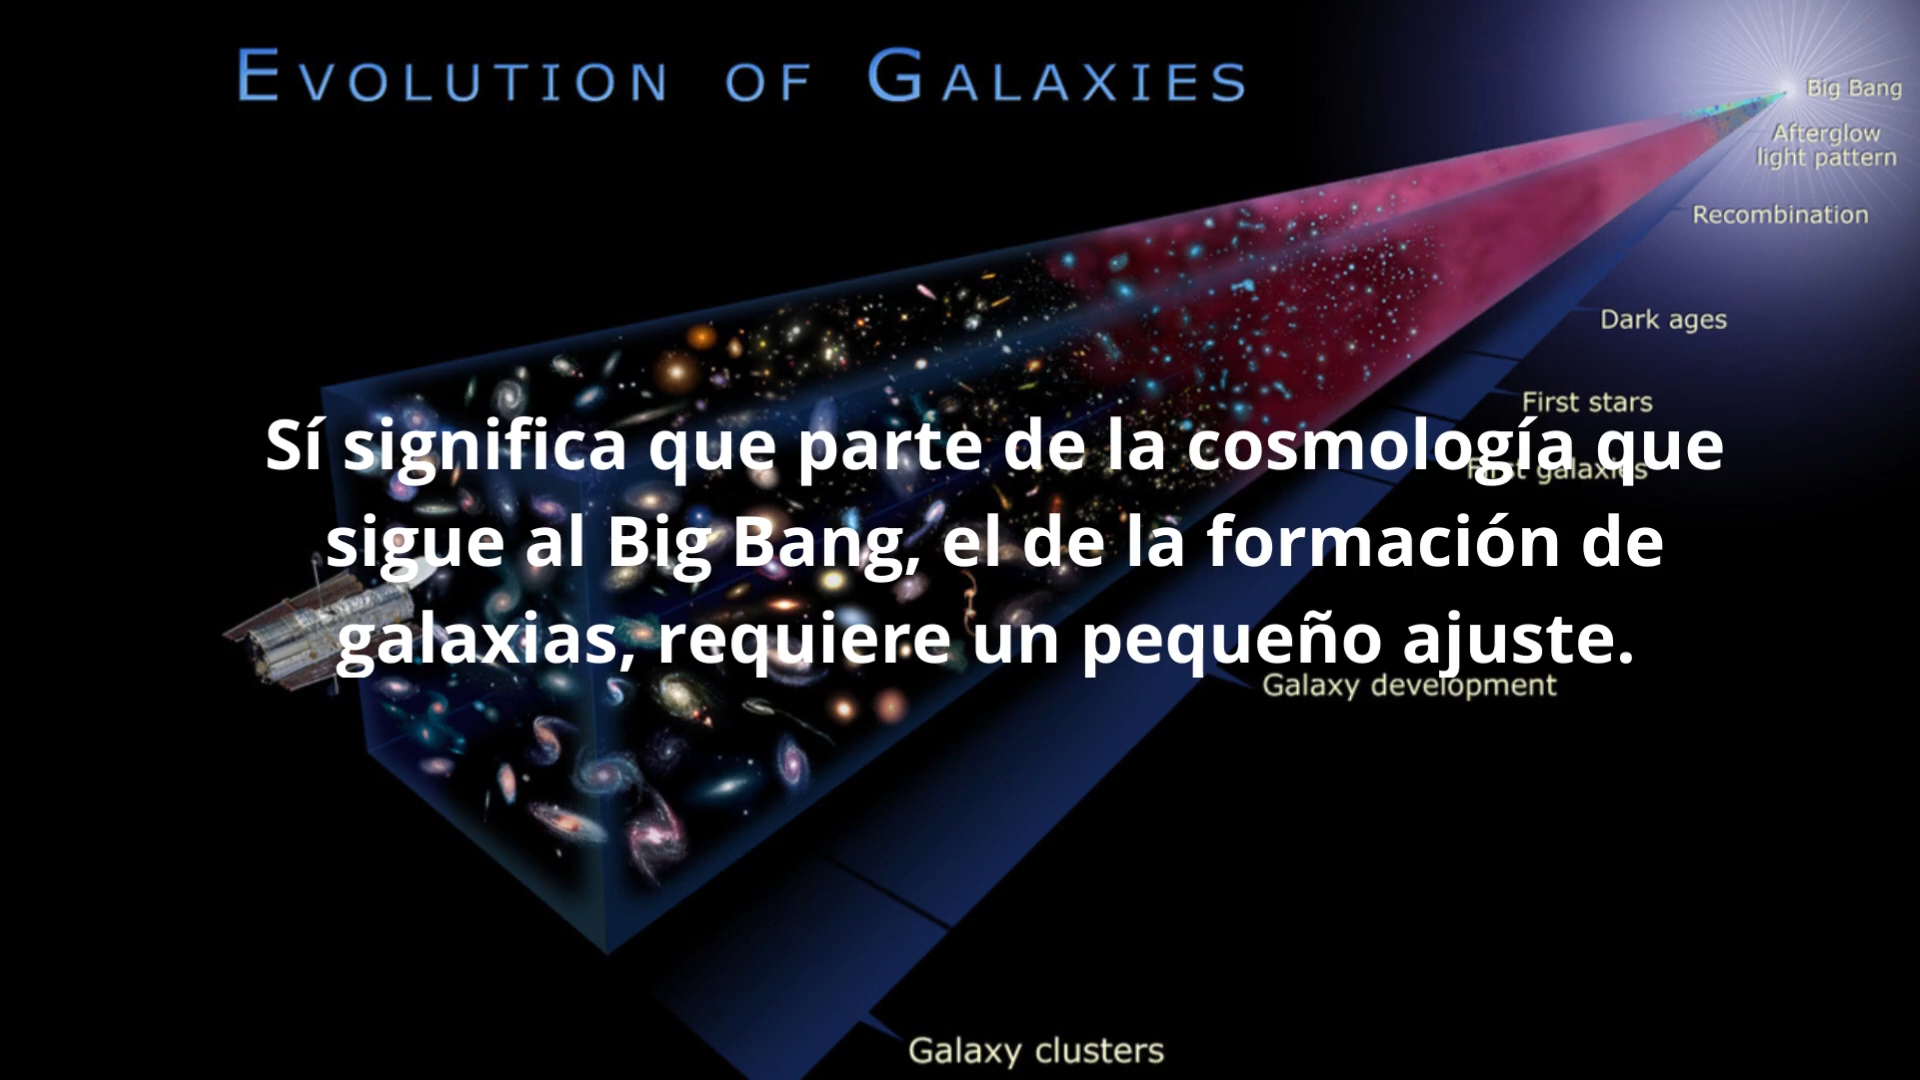 EVOLUTION OF GALAXIES
Big Bang
Afterglow
light pattern
Recombination
Dark ages
First stars
Sí significa que parte de la cosmología que
First galaxies
sigue al Big Bang, el de la formación de
galaxias, requiere un pequeño ajuste.
Galaxy development
Galaxy clusters